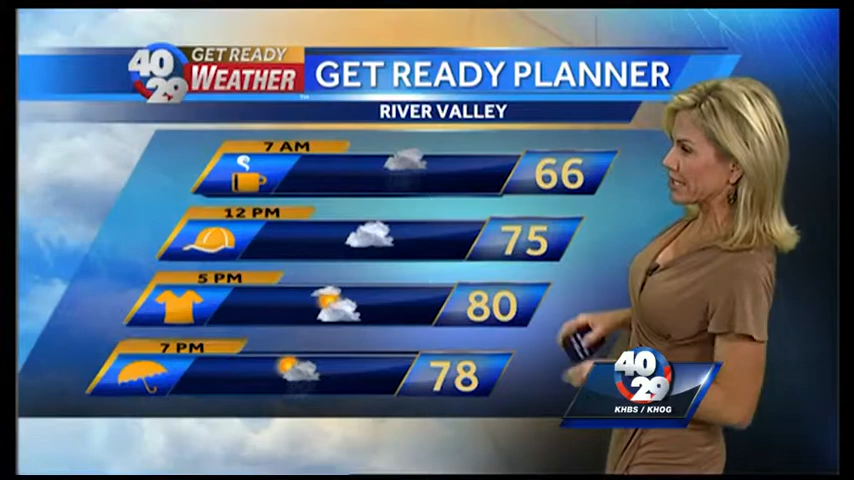 40
29
GET READY
WEATHER
GET READY PLANNER
RIVER VALLEY
7 AM
66
12 PM
75
5 PM
80
7 PM
78
40
29
KHBS / KHOG